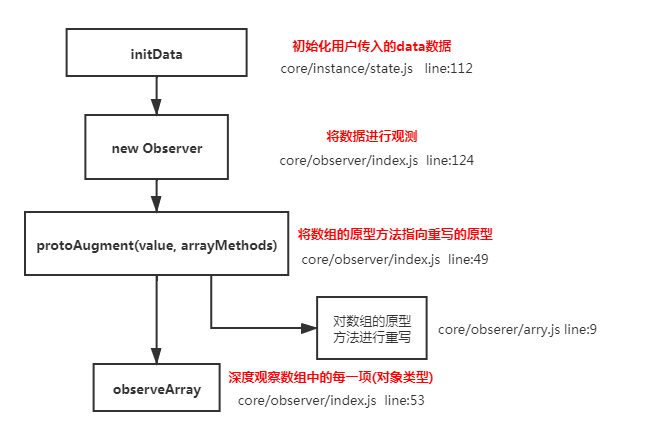 initData
初始化用户传入的data数据
core/instance/state.js line:112
new Observer
将数据进行观测
core/observer/index.js line:124
protoAugment(value, arrayMethods)
将数组的原型方法指向重写的原型
core/observer/index.js line:49
对数组的原型
方法进行重写
core/obserer/arry.js line:9
observeArray
深度观察数组中的每一项(对象类型)
core/observer/index.js line:53